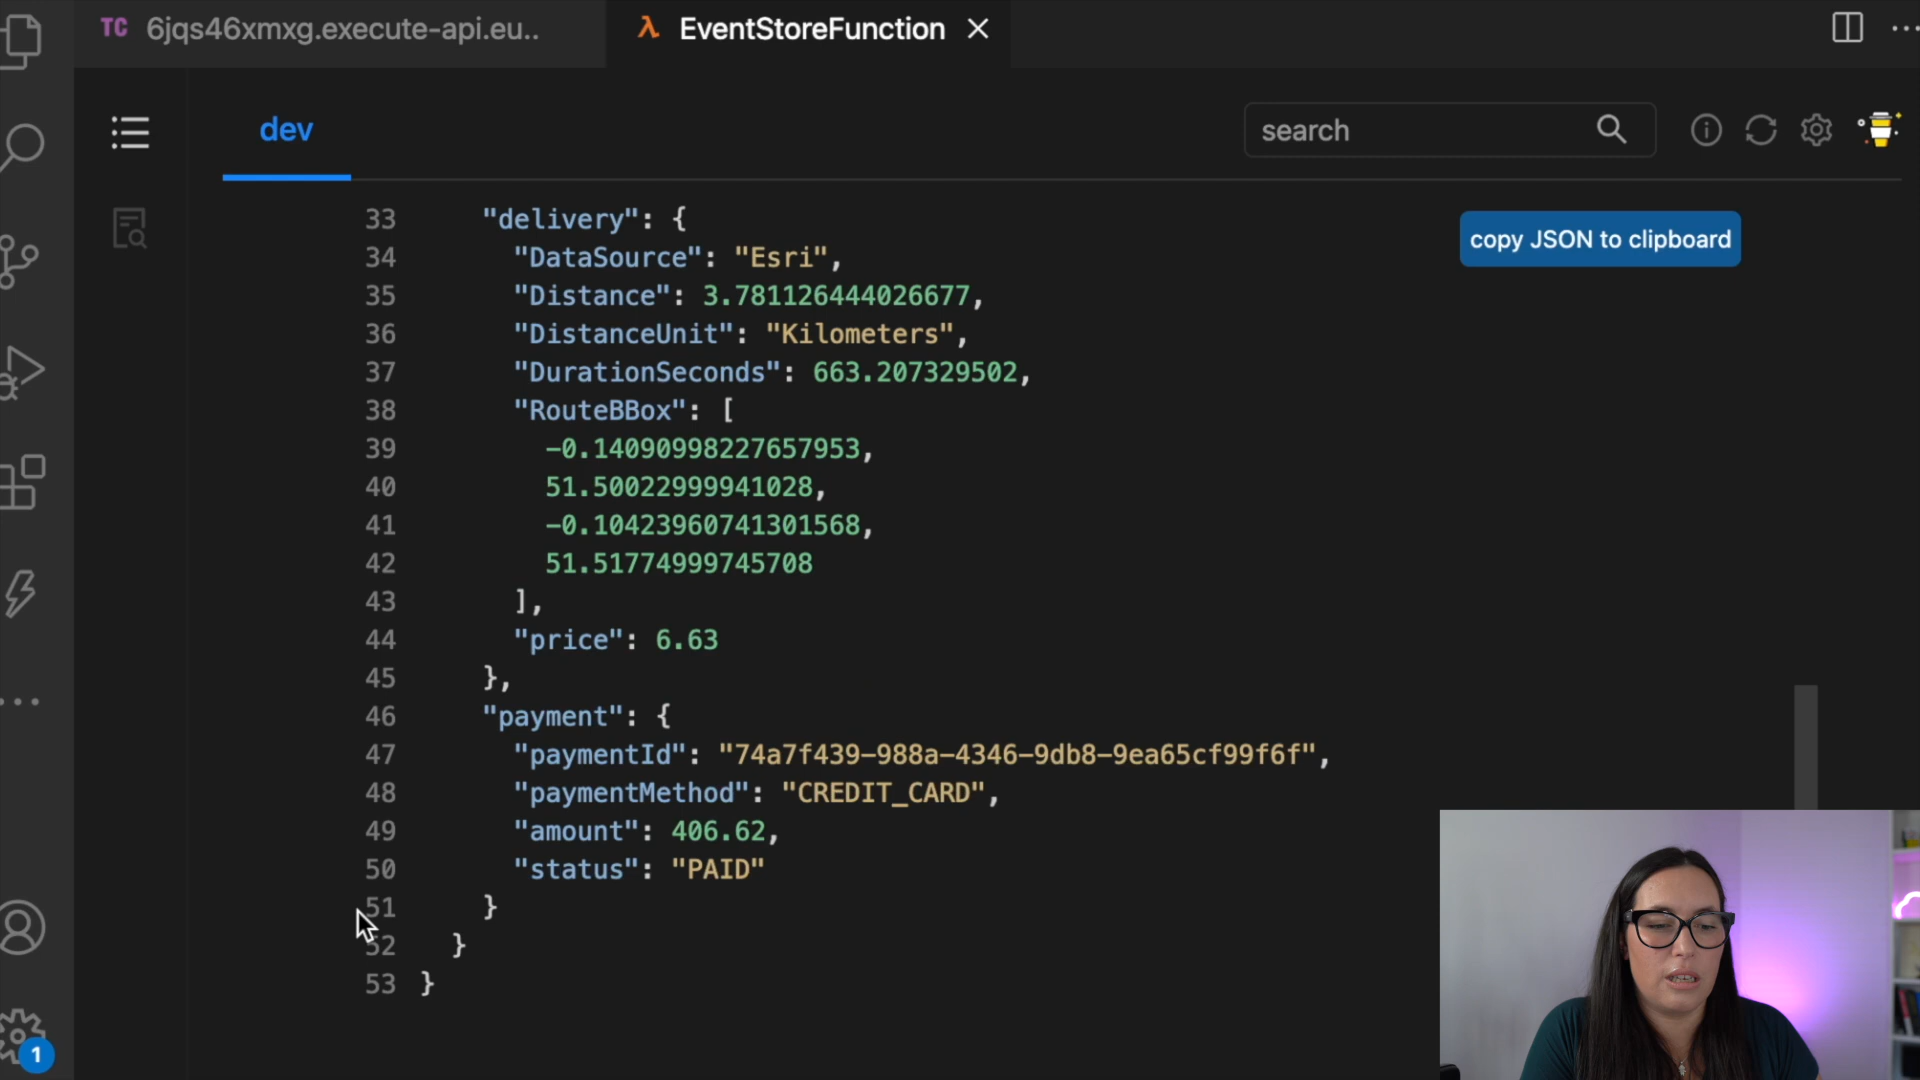 TC 6jqs46xmxg.execute-api.eu..
λ EventStoreFunction
dev
search
copy JSON to clipboard
33 "delivery": {
34 "DataSource": "Esri",
35 "Distance": 3.781126444026677,
36 "DistanceUnit": "Kilometers",
37 "DurationSeconds": 663.207329502,
38 "RouteBBox": [
39 -0.14090998227657953,
40 51.50022999941028,
41 -0.10423960741301568,
42 51.51774999745708
43 ],
44 "price": 6.63
45 },
46 "payment": {
47 "paymentId": "74a7f439-988a-4346-9db8-9ea65cf99f6f",
48 "paymentMethod": "CREDIT_CARD",
49 "amount": 406.62,
50 "status": "PAID"
51 }
52 }
53 }
1